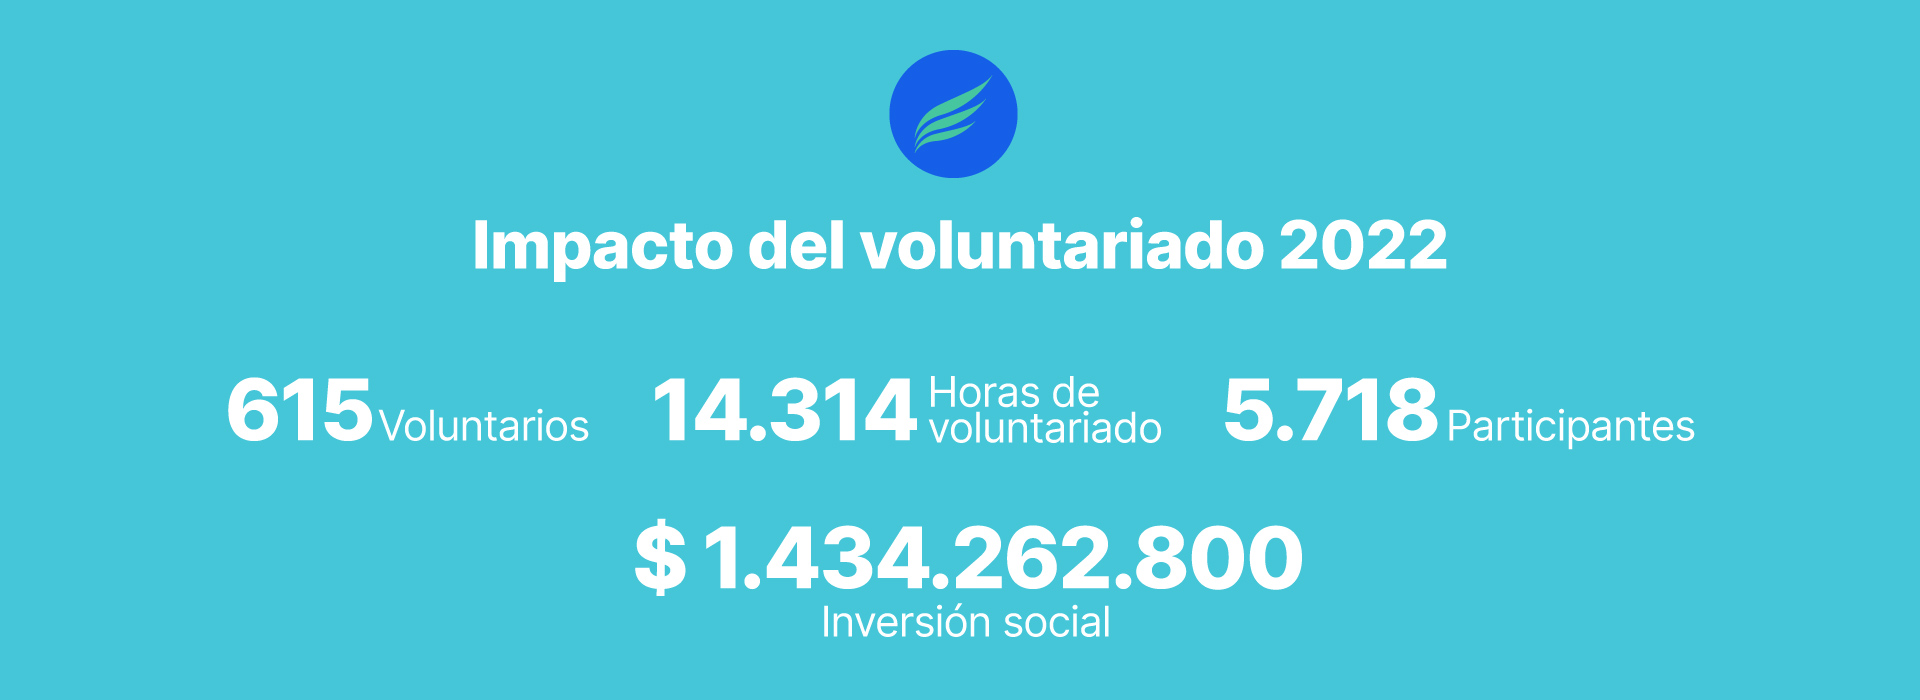 Impacto del voluntariado 2022
615 Voluntarios
14.314 Horas de
voluntariado
5.718 Participantes
$ 1.434.262.800
Inversión social